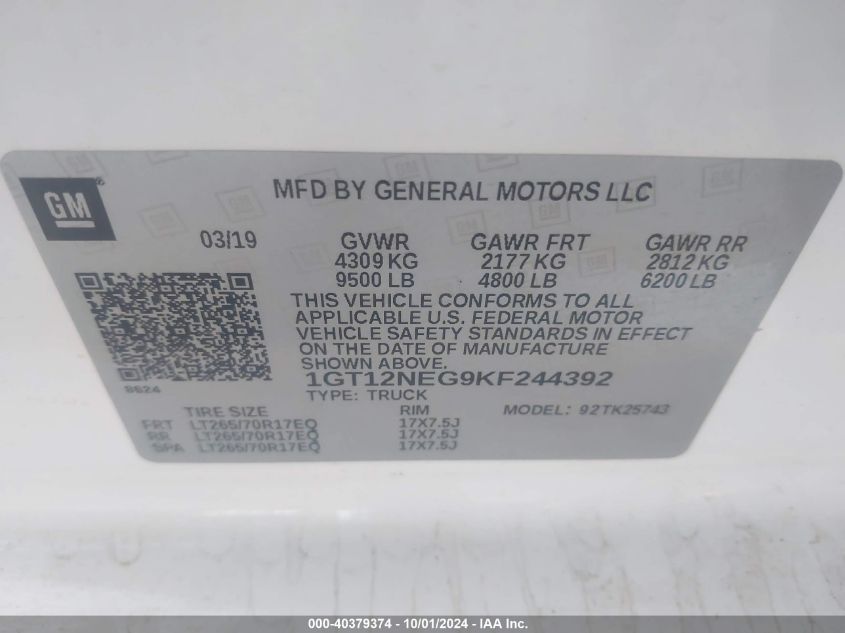 GM
MFD BY GENERAL MOTORS LLC
03/19 GVWR GAWR FRT GAWR RR
4309 KG 2177 KG 2812 KG
9500 LB 4800 LB 6200 LB
THIS VEHICLE CONFORMS TO ALL
APPLICABLE U.S. FEDERAL MOTOR
VEHICLE SAFETY STANDARDS IN EFFECT
ON THE DATE OF MANUFACTURE
SHOWN ABOVE.
8624 1GT12NEG9KF244392
TYPE: TRUCK MODEL: 92TK25743
TIRE SIZE RIM
FRT LT265/70R17EQ 17X7.5J
RR LT265/70R17EQ 17X7.5J
SPA LT265/70R17EQ 17X7.5J
000-40379374 - 10/01/2024 - IAA Inc.